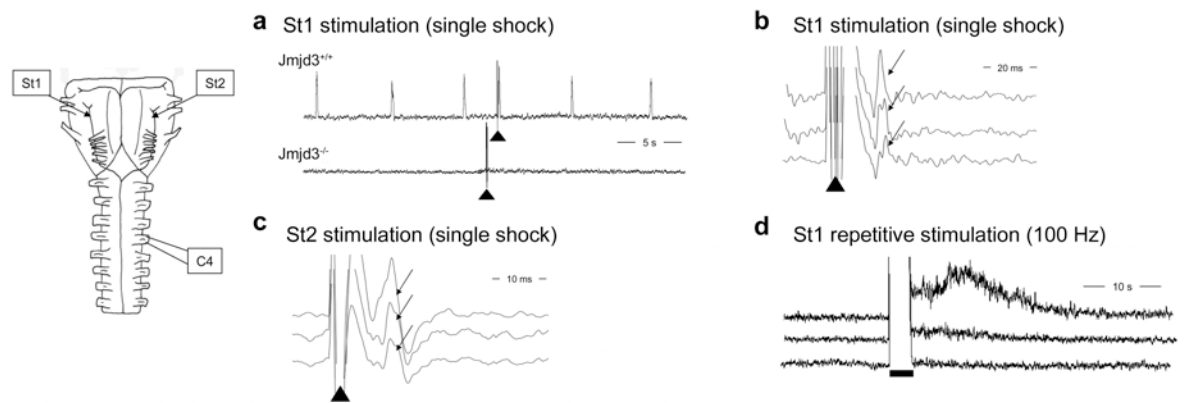 a St1 stimulation (single shock)
Jmjd3+/+
5 s
Jmjd3-/-
b St1 stimulation (single shock)
20 ms
St1
St2
C4
c St2 stimulation (single shock)
10 ms
d St1 repetitive stimulation (100 Hz)
10 s